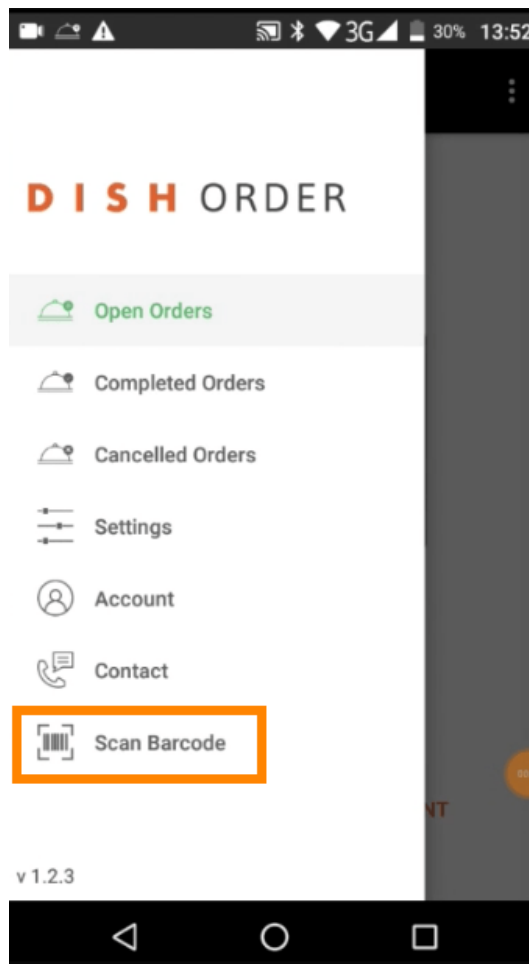 3G 30% 13:52
DISH ORDER
Open Orders
Completed Orders
Cancelled Orders
Settings
Account
Contact
Scan Barcode
NT
v 1.2.3